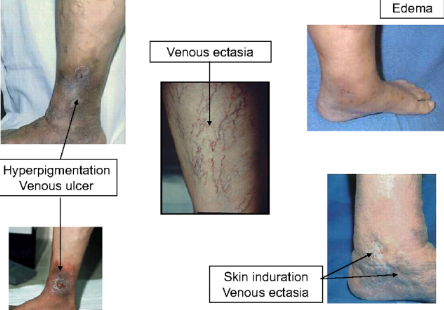 Edema
Venous ectasia
Hyperpigmentation
Venous ulcer
Skin induration
Venous ectasia